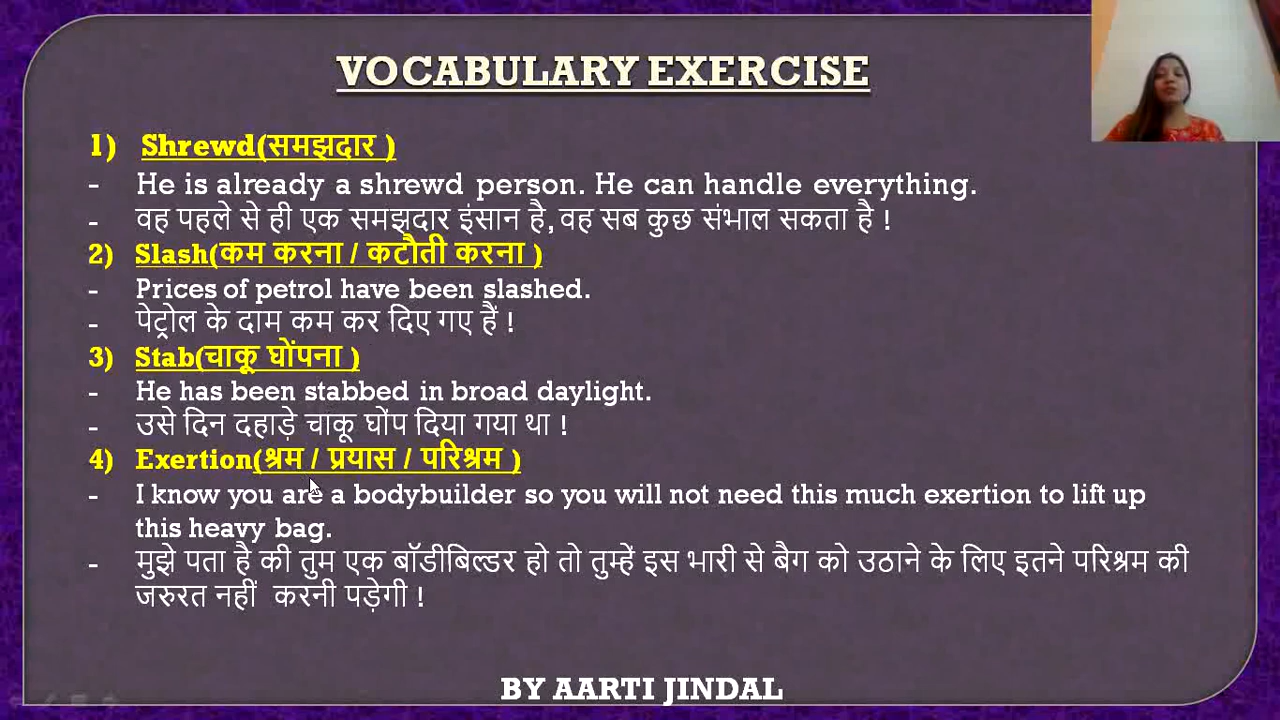 VOCABULARY EXERCISE
1) Shrewd(समझदार )
- He is already a shrewd person. He can handle everything.
- वह पहले से ही एक समझदार इंसान है, वह सब कुछ संभाल सकता है !
2) Slash(कम करना / कटौती करना )
- Prices of petrol have been slashed.
- पेट्रोल के दाम कम कर दिए गए हैं !
3) Stab(चाकू घोंपना )
- He has been stabbed in broad daylight.
- उसे दिन दहाड़े चाकू घोंप दिया गया था !
4) Exertion(श्रम / प्रयास / परिश्रम )
- I know you are a bodybuilder so you will not need this much exertion to lift up
this heavy bag.
- मुझे पता है की तुम एक बॉडीबिल्डर हो तो तुम्हें इस भारी से बैग को उठाने के लिए इतने परिश्रम की
जरुरत नहीं करनी पड़ेगी !
BY AARTI JINDAL